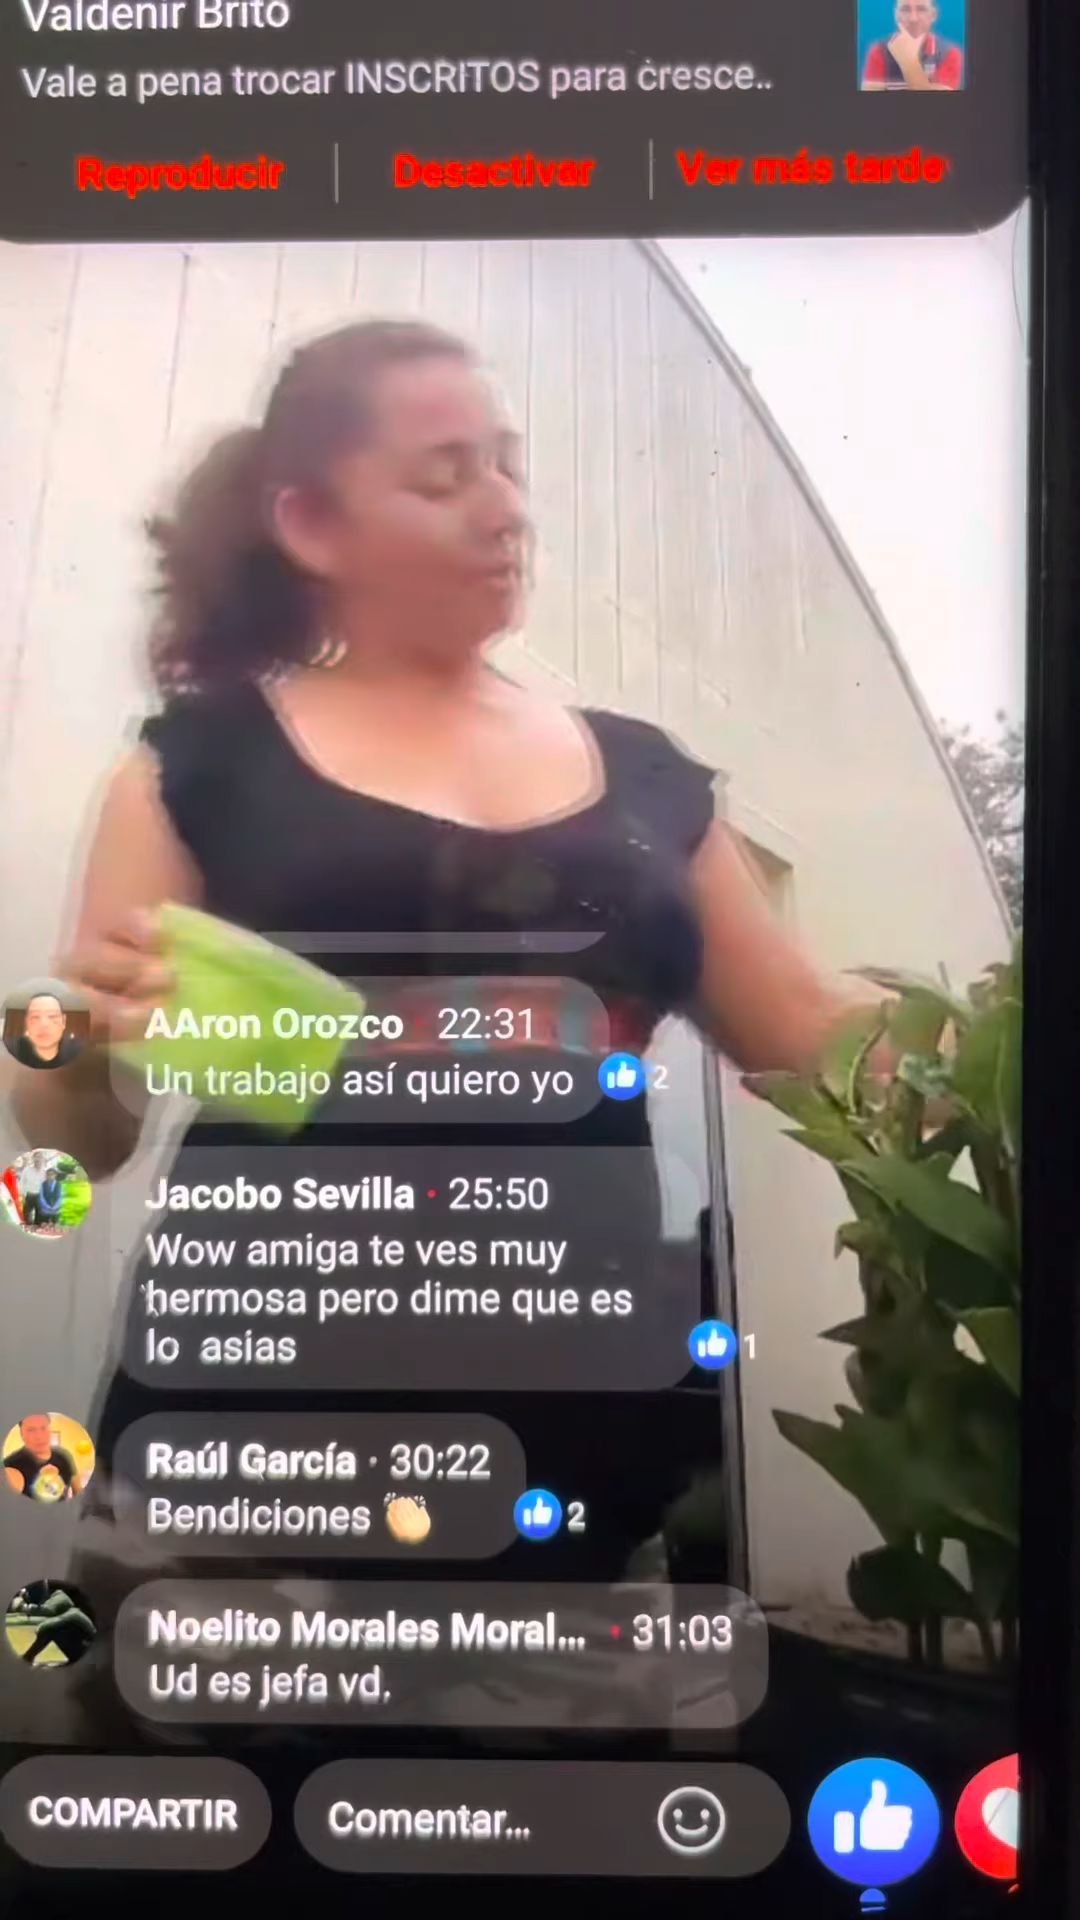 Valdenir Brito
Vale a pena trocar INSCRITOS para cresce..
Reproducir
Desactivar
Ver más tarde
AAron Orozco · 22:31
Un trabajo así quiero yo
2
Jacobo Sevilla · 25:50
Wow amiga te ves muy
hermosa pero dime que es
lo asias
1
Raúl García · 30:22
Bendiciones 👏
2
Noelito Morales Moral... · 31:03
Ud es jefa vd.
COMPARTIR
Comentar...